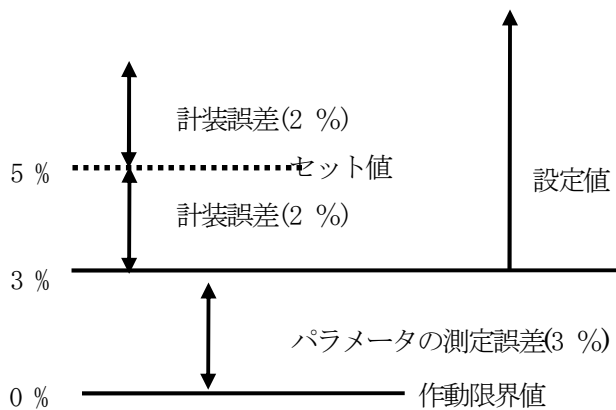 計装誤差(2 %)
5 %
セット値
設定値
計装誤差(2 %)
3 %
パラメータの測定誤差(3 %)
0 %
作動限界値